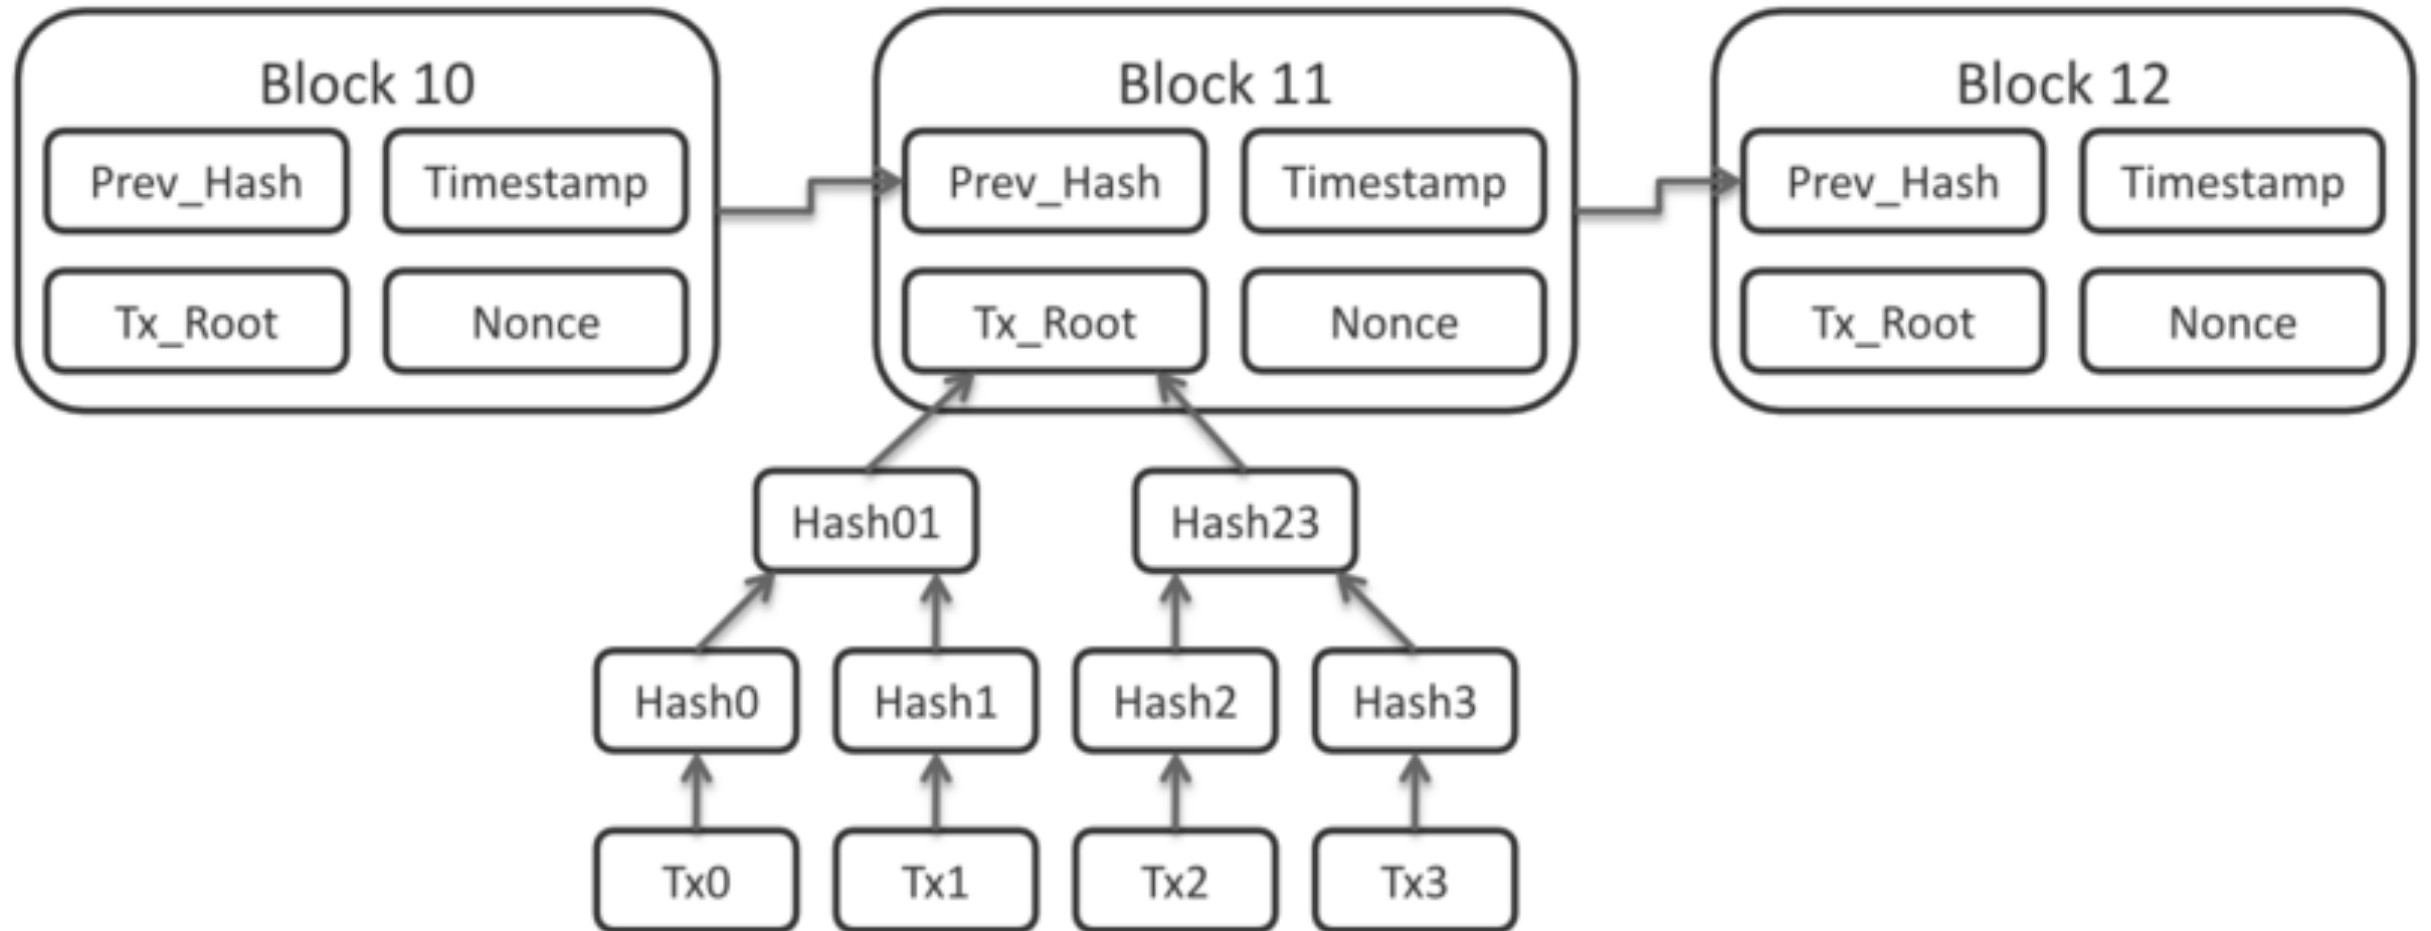 Block 10
Block 11
Block 12
Prev_Hash
Timestamp
Prev_Hash
Timestamp
Prev_Hash
Timestamp
Tx_Root
Nonce
Tx_Root
Nonce
Tx_Root
Nonce
Hash01
Hash23
Hash0
Hash1
Hash2
Hash3
Tx0
Tx1
Tx2
Tx3